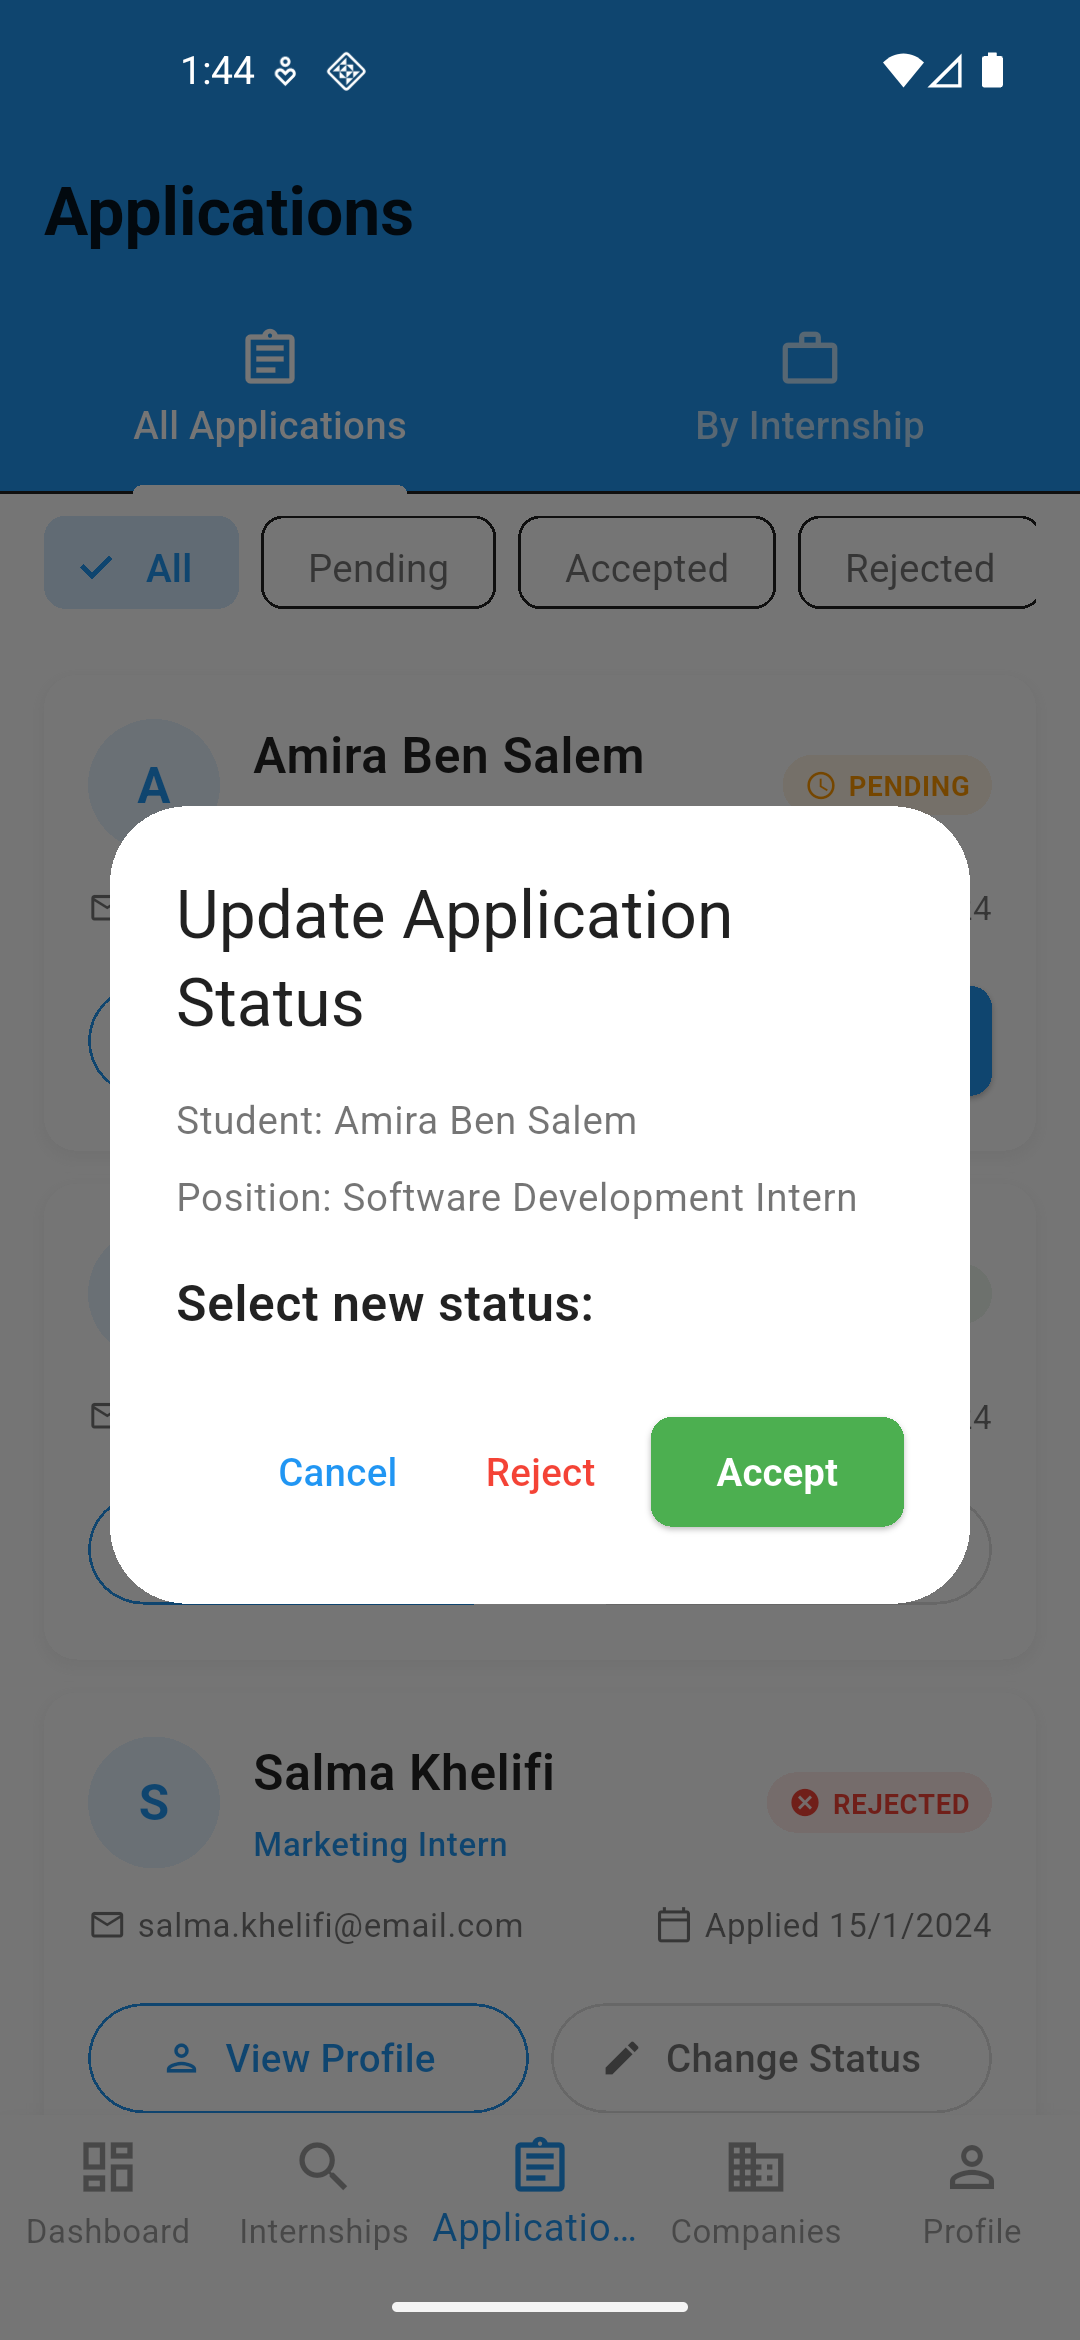 1:44
Applications
All Applications
By Internship
All
Pending
Accepted
Rejected
A
Amira Ben Salem
PENDING
4
Update Application
Status
Student: Amira Ben Salem
Position: Software Development Intern
Select new status:
4
Cancel
Reject
Accept
S
Salma Khelifi
REJECTED
Marketing Intern
salma.khelifi@email.com
Applied 15/1/2024
View Profile
Change Status
Dashboard
Internships
Applicatio...
Companies
Profile